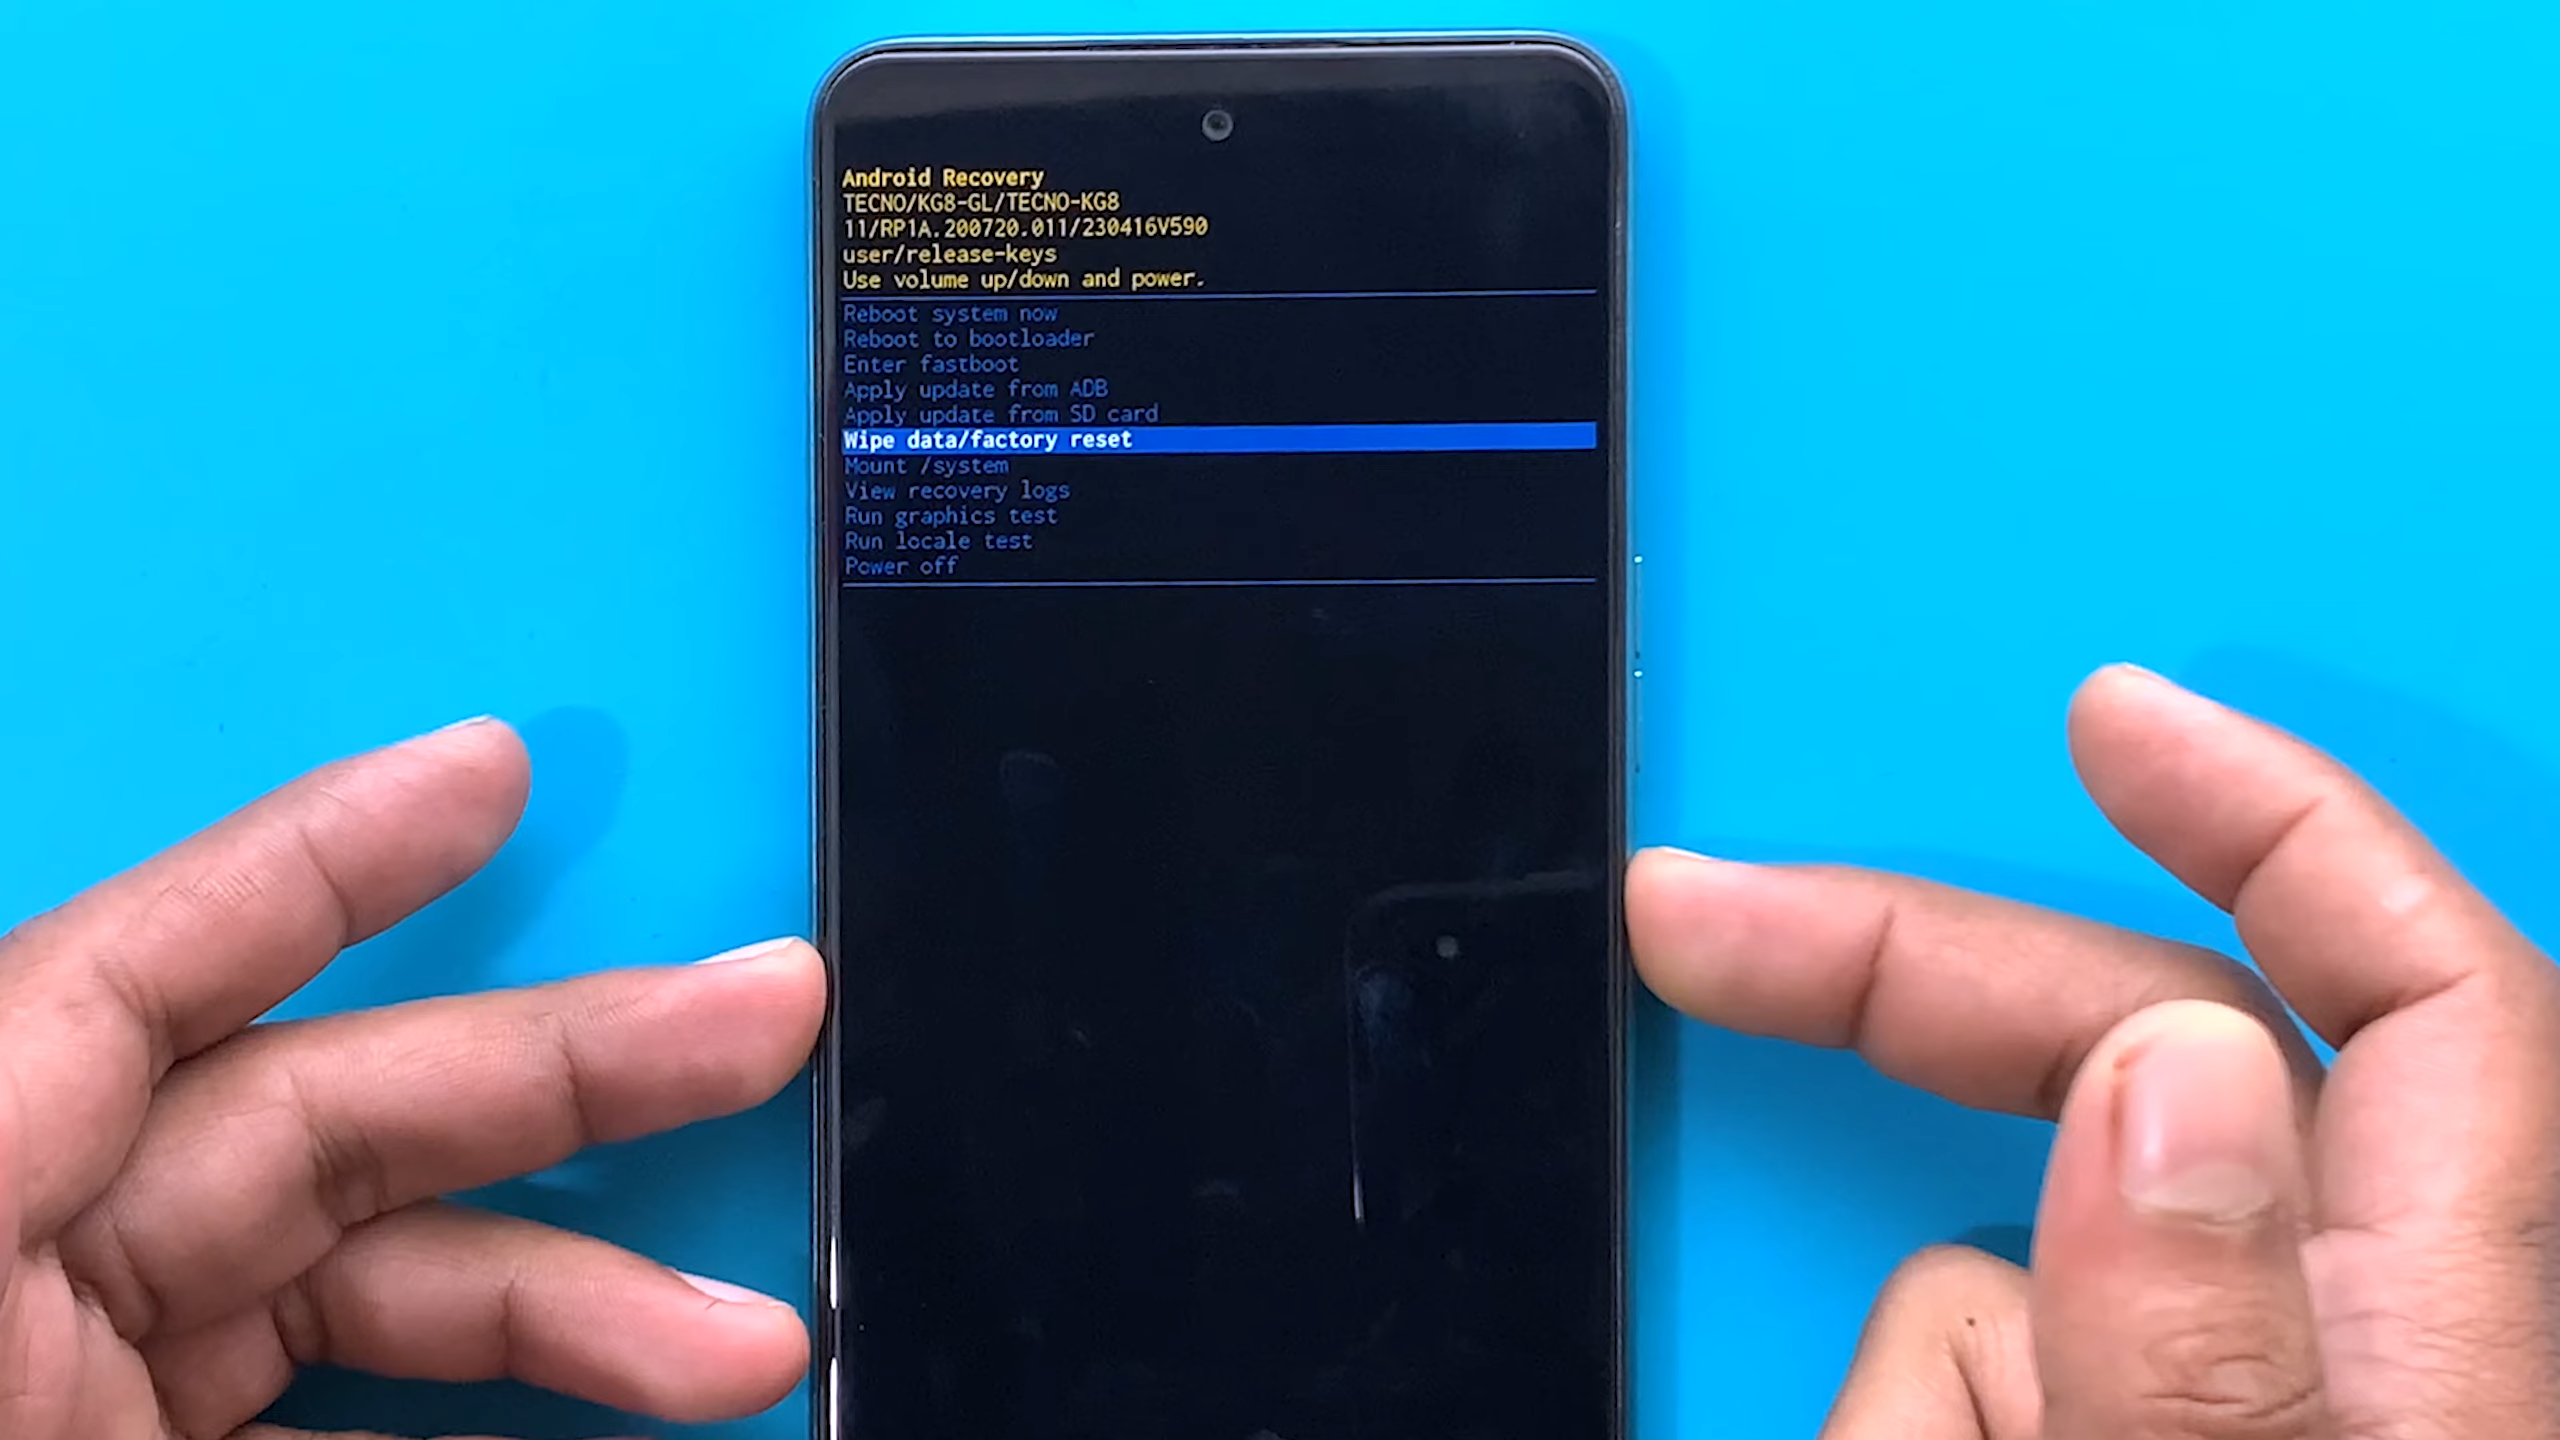 Android Recovery
TECNO/KG8-GL/TECNO-KG8
11/RP1A.200720.011/230416V590
user/release-keys
Use volume up/down and power.
Reboot system now
Reboot to bootloader
Enter fastboot
Apply update from ADB
Apply update from SD card
Wipe data/factory reset
Mount /system
View recovery logs
Run graphics test
Run locale test
Power off